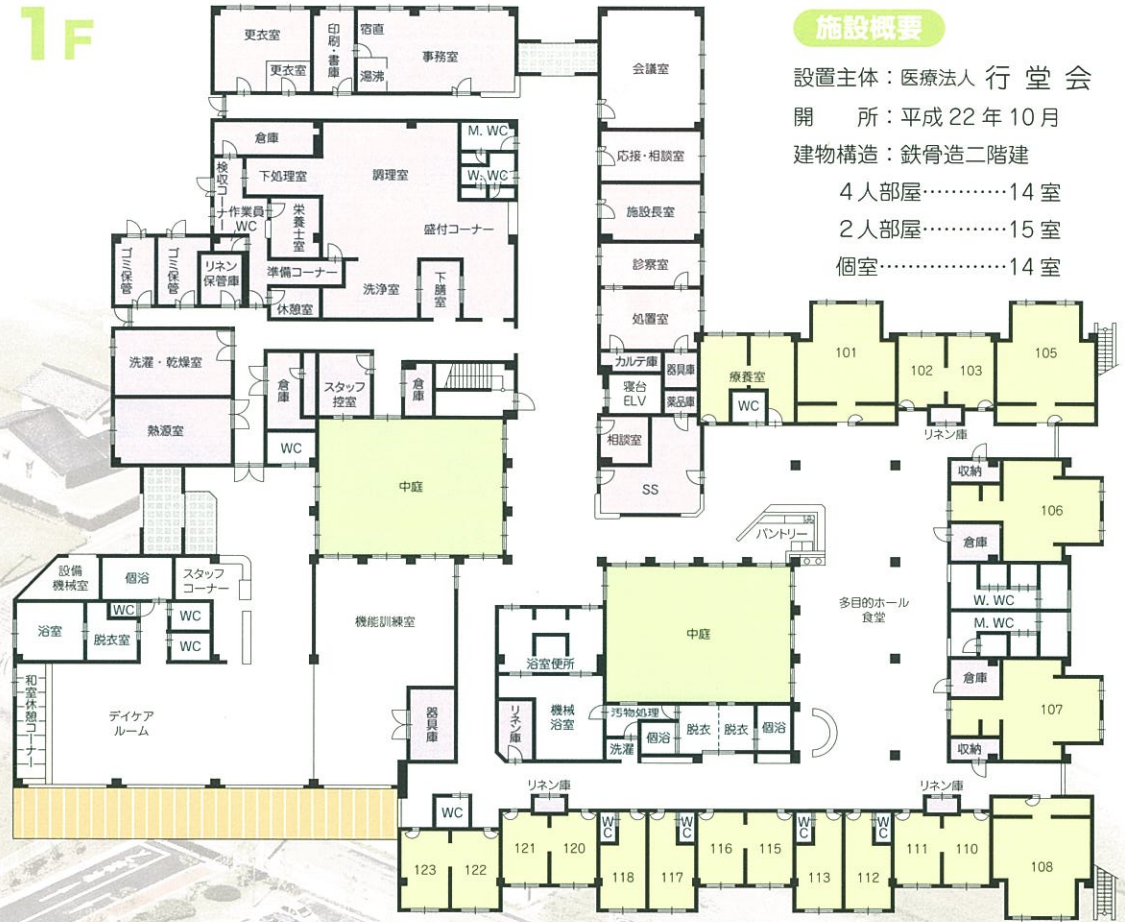 1F
施設概要
設置主体：医療法人 行堂会
開　　所：平成22年10月
建物構造：鉄骨造二階建
4人部屋…………14室
2人部屋…………15室
個室………………14室
更衣室
更衣室
印刷・書庫
宿直
湯沸
事務室
会議室
倉庫
M. WC
W. WC
検収コーナー
下処理室
調理室
作業員
WC
栄養士室
盛付コーナー
応接・相談室
施設長室
ゴミ保管
ゴミ保管
リネン
保管庫
準備コーナー
休憩室
洗浄室
下膳室
診察室
処置室
洗濯・乾燥室
熱源室
倉庫
スタッフ
控室
倉庫
WC
カルテ庫
器具庫
寝台
ELV
薬品庫
相談室
SS
療養室
WC
101
102
103
105
リネン庫
中庭
収納
106
倉庫
パントリー
W. WC
M. WC
多目的ホール
食堂
倉庫
107
収納
設備
機械室
個浴
スタッフ
コーナー
浴室
脱衣室
WC
WC
WC
機能訓練室
和室休憩コーナー
デイケア
ルーム
器具庫
浴室便所
中庭
リネン庫
機械
浴室
汚物処理
洗濯
個浴
脱衣
脱衣
個浴
リネン庫
リネン庫
WC
123
122
121
120
WC
118
WC
117
116
115
WC
113
WC
112
111
110
108